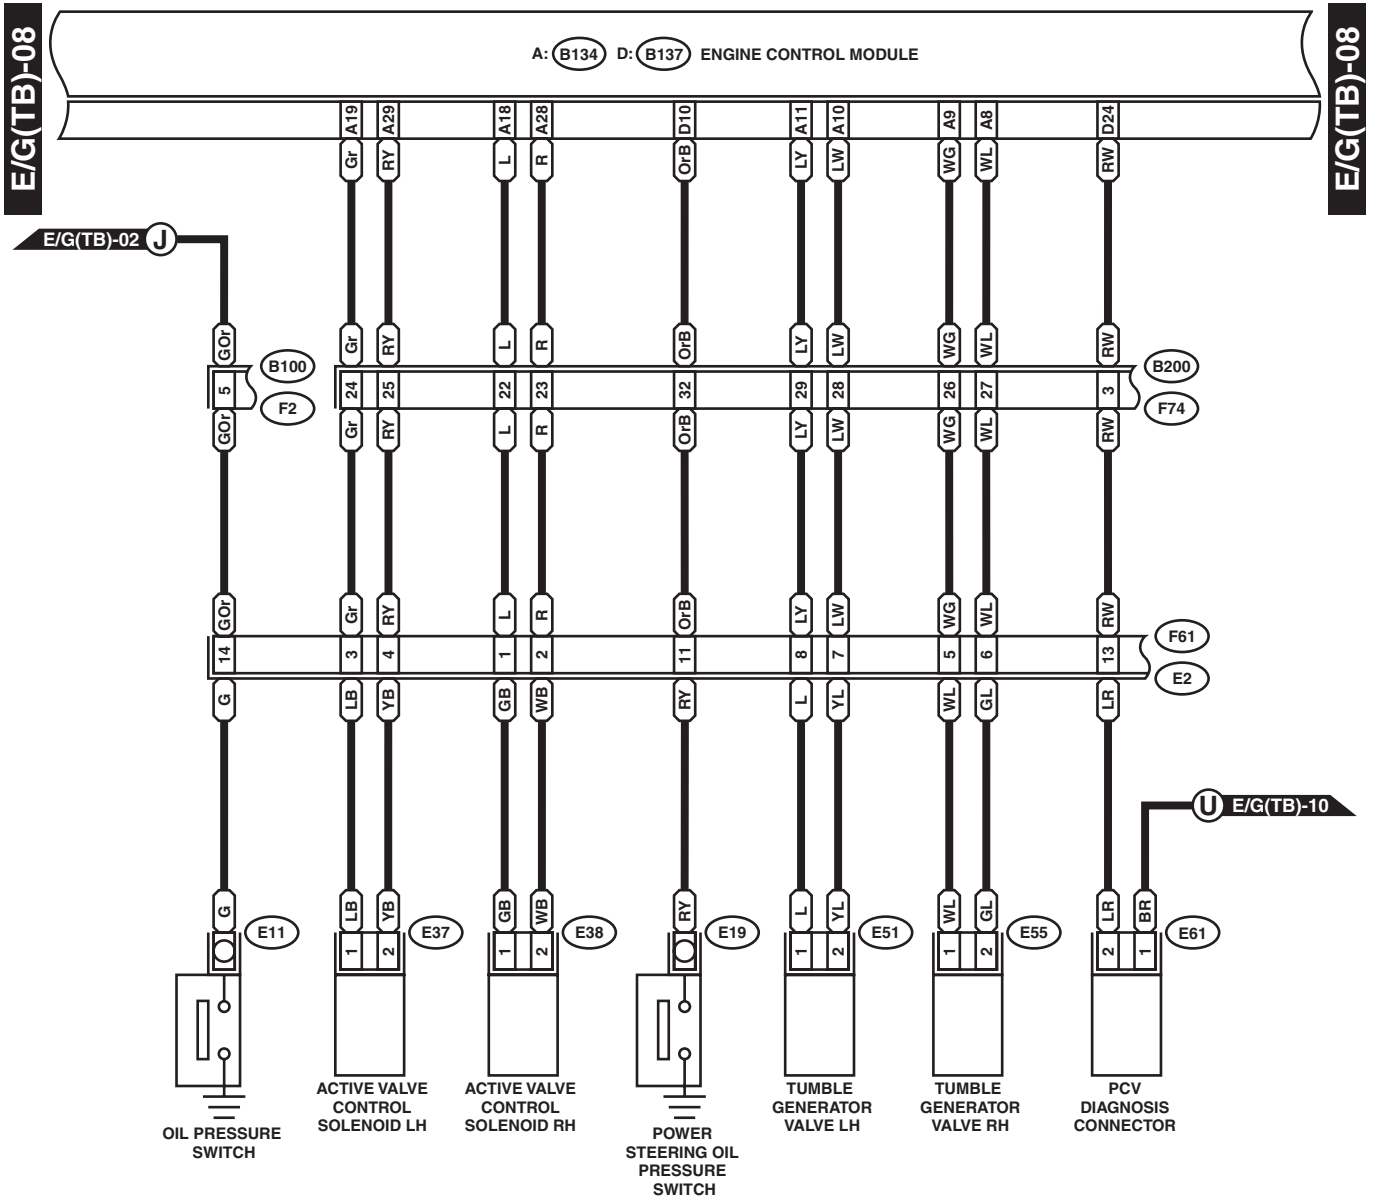 E/G(TB)-08
E/G(TB)-08
A: B134 D: B137 ENGINE CONTROL MODULE
A19 A29 A18 A28 D10 A11 A10 A9 A8 D24
Gr RY L R OrB LY LW WG WL RW
E/G(TB)-02 J
GOr Gr RY L R OrB LY LW WG WL RW
B100 B200
5 24 25 22 23 32 29 28 26 27 3
F2 F74
GOr Gr RY L R OrB LY LW WG WL RW
GOr Gr RY L R OrB LY LW WG WL RW
F61
14 3 4 1 2 11 8 7 5 6 13
E2
G LB YB GB WB RY L YL WL GL LR
U E/G(TB)-10
G LB YB GB WB RY L YL WL GL LR BR
E11 E37 E38 E19 E51 E55 E61
1 2 1 2 1 2 1 2 2 1
OIL PRESSURE
SWITCH
ACTIVE VALVE
CONTROL
SOLENOID LH
ACTIVE VALVE
CONTROL
SOLENOID RH
POWER
STEERING OIL
PRESSURE
SWITCH
TUMBLE
GENERATOR
VALVE LH
TUMBLE
GENERATOR
VALVE RH
PCV
DIAGNOSIS
CONNECTOR